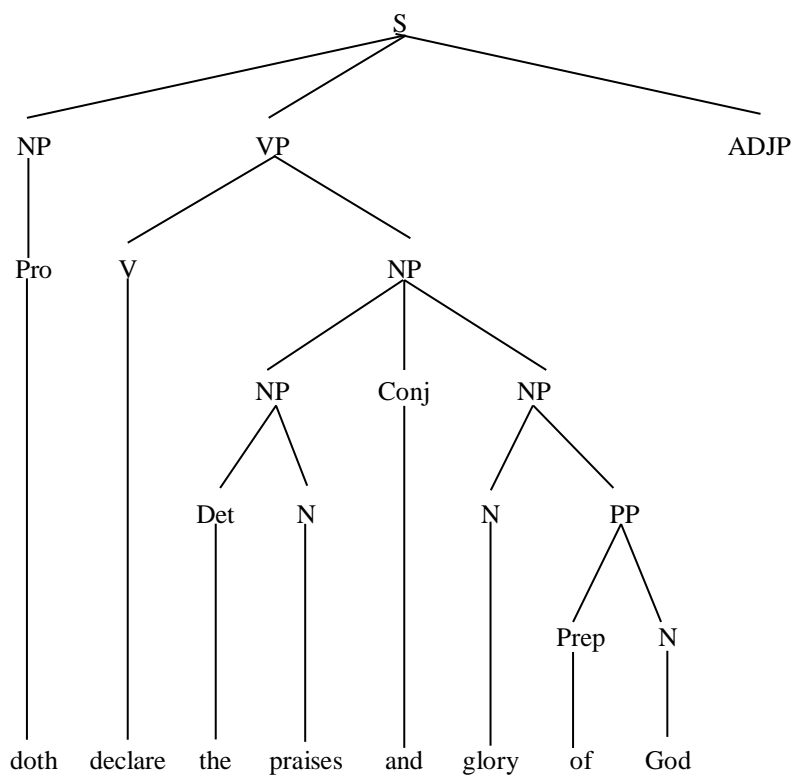 S
NP VP ADJP
Pro V NP
NP Conj NP
Det N N PP
Prep N
doth declare the praises and glory of God